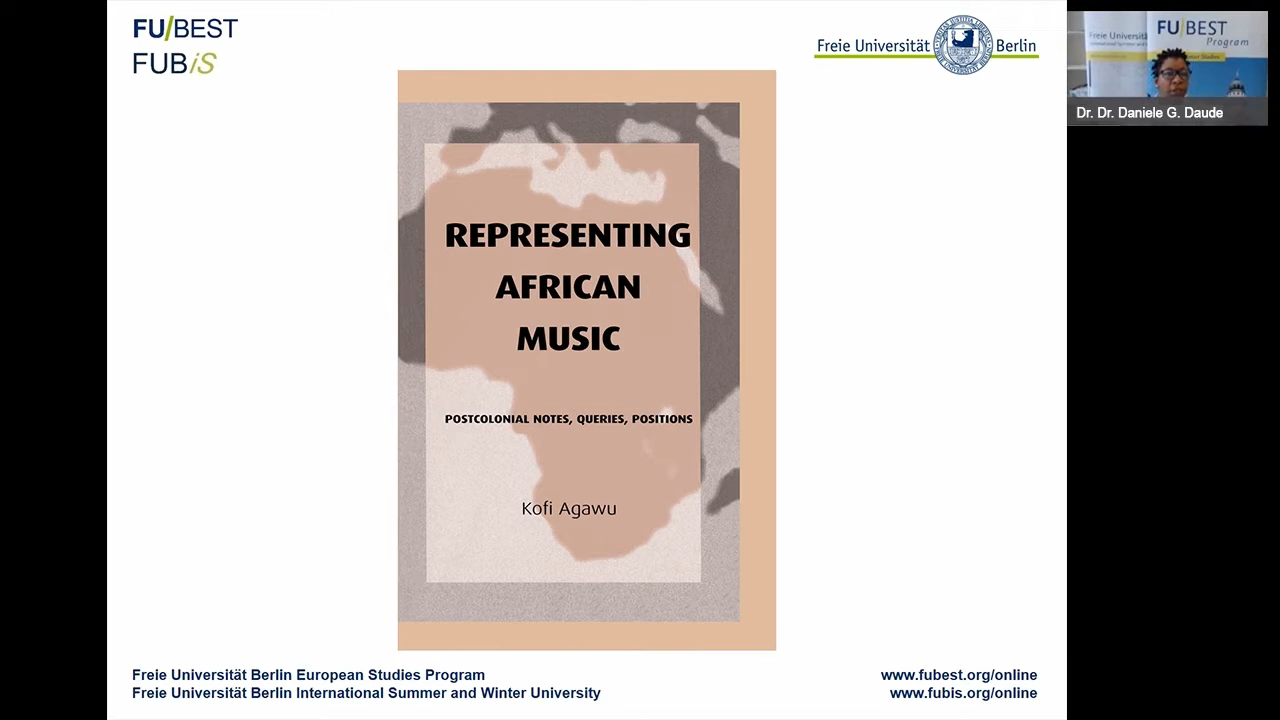 FU/BEST
FUBiS
Freie Universität Berlin
REPRESENTING
AFRICAN
MUSIC
POSTCOLONIAL NOTES, QUERIES, POSITIONS
Kofi Agawu
Freie Universität Berlin European Studies Program
Freie Universität Berlin International Summer and Winter University
www.fubest.org/online
www.fubis.org/online
FU/BEST
Program
Dr. Dr. Daniele G. Daude